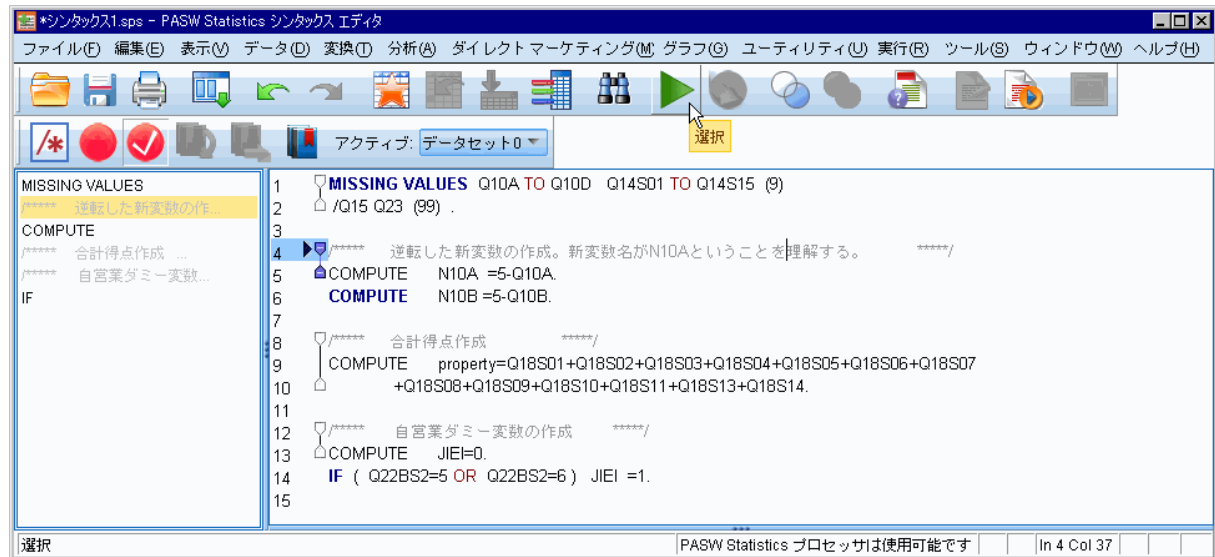 *シンタックス1.sps - PASW Statistics シンタックス エディタ
ファイル(F) 編集(E) 表示(V) データ(D) 変換(T) 分析(A) ダイレクト マーケティング(M) グラフ(G) ユーティリティ(U) 実行(R) ツール(S) ウィンドウ(W) ヘルプ(H)
選択
アクティブ: データセット0
MISSING VALUES
/***** 逆転した新変数の作...
COMPUTE
/***** 合計得点作成 ...
/***** 自営業ダミー変数...
IF
1 MISSING VALUES Q10A TO Q10D Q14S01 TO Q14S15 (9)
2 /Q15 Q23 (99) .
3
4 /***** 逆転した新変数の作成。新変数名がN10Aということを理解する。 *****/
5 COMPUTE N10A =5-Q10A.
6 COMPUTE N10B =5-Q10B.
7
8 /***** 合計得点作成 *****/
9 COMPUTE property=Q18S01+Q18S02+Q18S03+Q18S04+Q18S05+Q18S06+Q18S07
10 +Q18S08+Q18S09+Q18S10+Q18S11+Q18S13+Q18S14.
11
12 /***** 自営業ダミー変数の作成 *****/
13 COMPUTE JIEI=0.
14 IF ( Q22BS2=5 OR Q22BS2=6 ) JIEI =1.
15
選択 PASW Statistics プロセッサは使用可能です In 4 Col 37